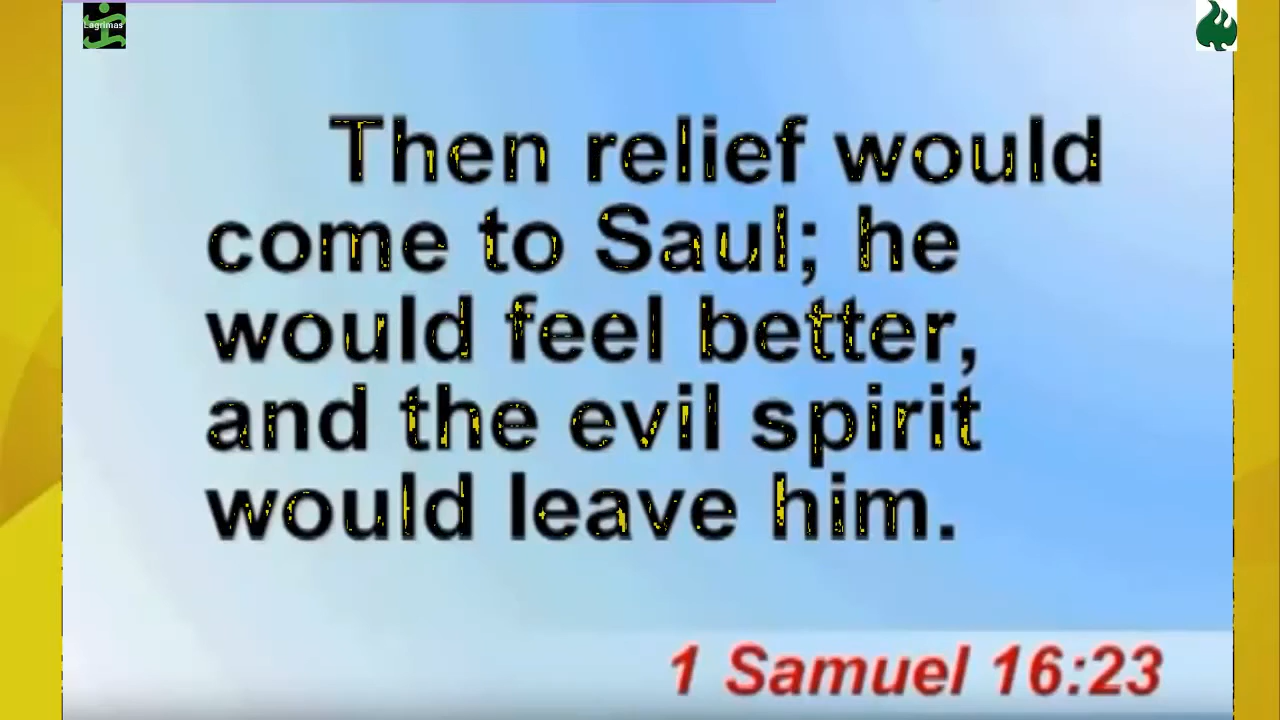 Lagrimas
Then relief would
come to Saul; he
would feel better,
and the evil spirit
would leave him.
1 Samuel 16:23